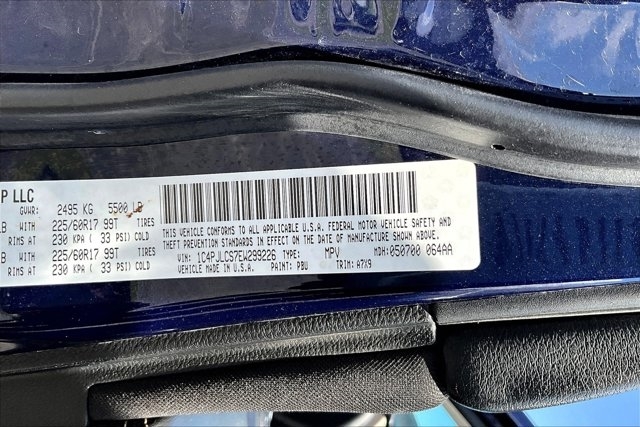 P LLC
GVWR: 2495 KG 5500 LB
LB 225/60R17 99T TIRES
RIMS AT 230 KPA ( 33 PSI) COLD
LB 225/60R17 99T TIRES
RIMS AT 230 KPA ( 33 PSI) COLD
THIS VEHICLE CONFORMS TO ALL APPLICABLE U.S.A. FEDERAL MOTOR VEHICLE SAFETY AND
THEFT PREVENTION STANDARDS IN EFFECT ON THE DATE OF MANUFACTURE SHOWN ABOVE.
VIN: 1C4PJLCS7EW299226 TYPE: MPV MDH:050700 064AA
VEHICLE MADE IN U.S.A. PAINT: PBU TRIM: A7X9